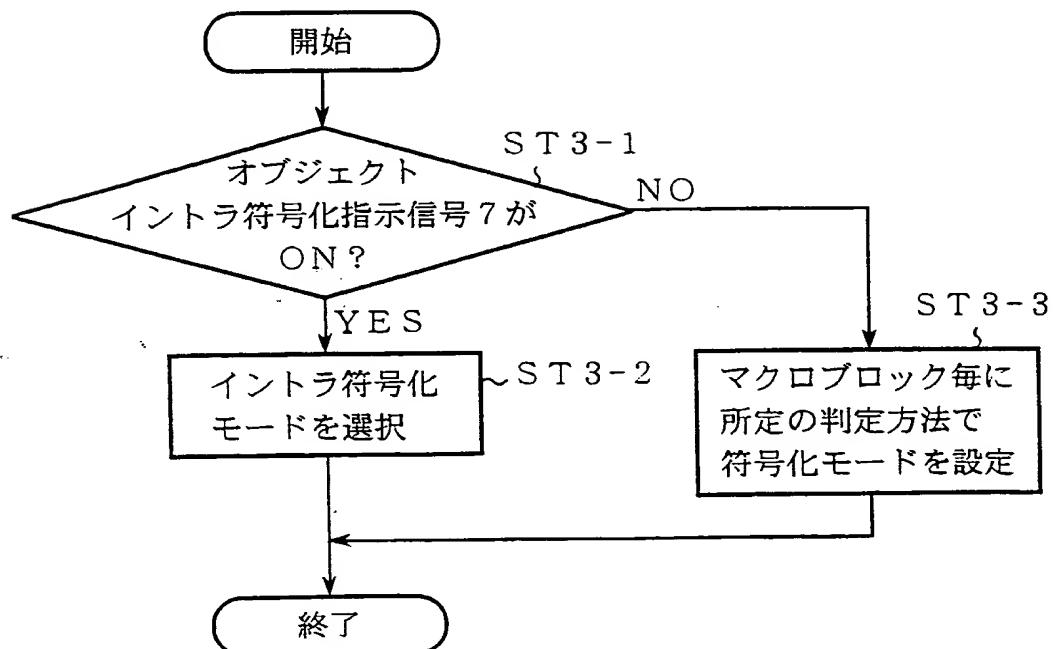 開始
ST3-1
オブジェクト
イントラ符号化指示信号7が
ON?
NO
YES
イントラ符号化
モードを選択
ST3-2
ST3-3
マクロブロック毎に
所定の判定方法で
符号化モードを設定
終了